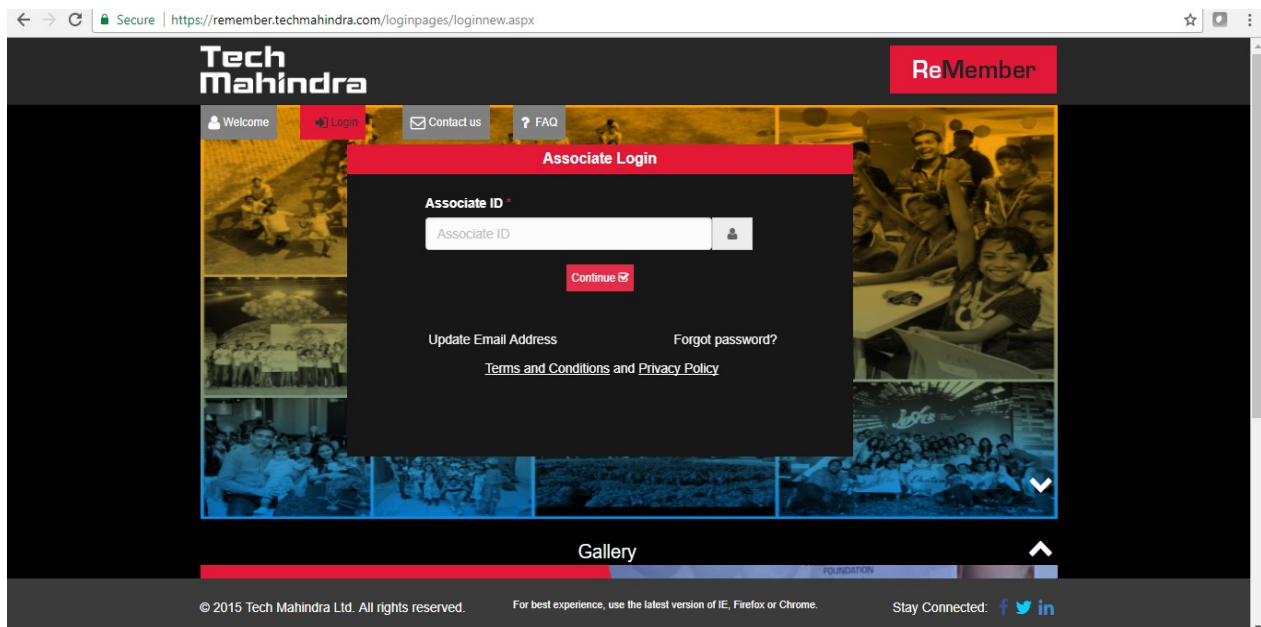 Secure | https://remember.techmahindra.com/loginpages/loginnew.aspx
Tech
Mahindra
ReMember
Welcome
Login
Contact us
? FAQ
Associate Login
Associate ID *
Associate ID
Continue
Update Email Address
Forgot password?
Terms and Conditions and Privacy Policy
Gallery
FOUNDATION
© 2015 Tech Mahindra Ltd. All rights reserved.
For best experience, use the latest version of IE, Firefox or Chrome.
Stay Connected: